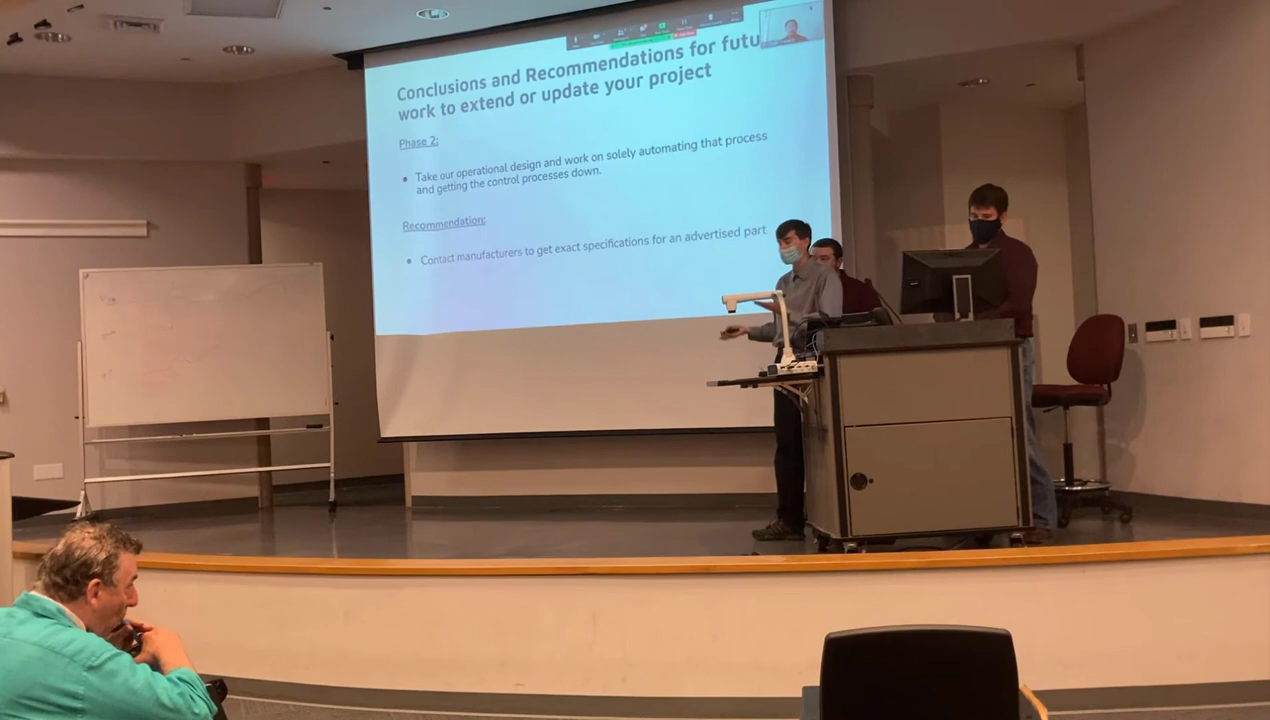 Conclusions and Recommendations for futu
work to extend or update your project
Phase 2:
Take our operational design and work on solely automating that process
and getting the control processes down.
Recommendation:
Contact manufacturers to get exact specifications for an advertised part